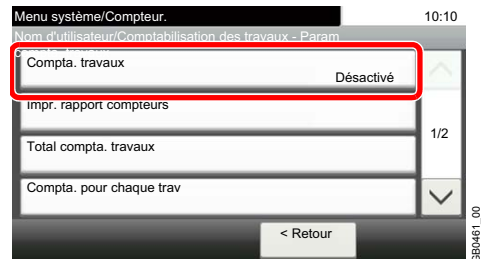 Menu système/Compteur.
10:10
Nom d'utilisateur/Comptabilisation des travaux - Param
Compta. travaux
Désactivé
Impr. rapport compteurs
1/2
Total compta. travaux
Compta. pour chaque trav
< Retour
GB0461_00